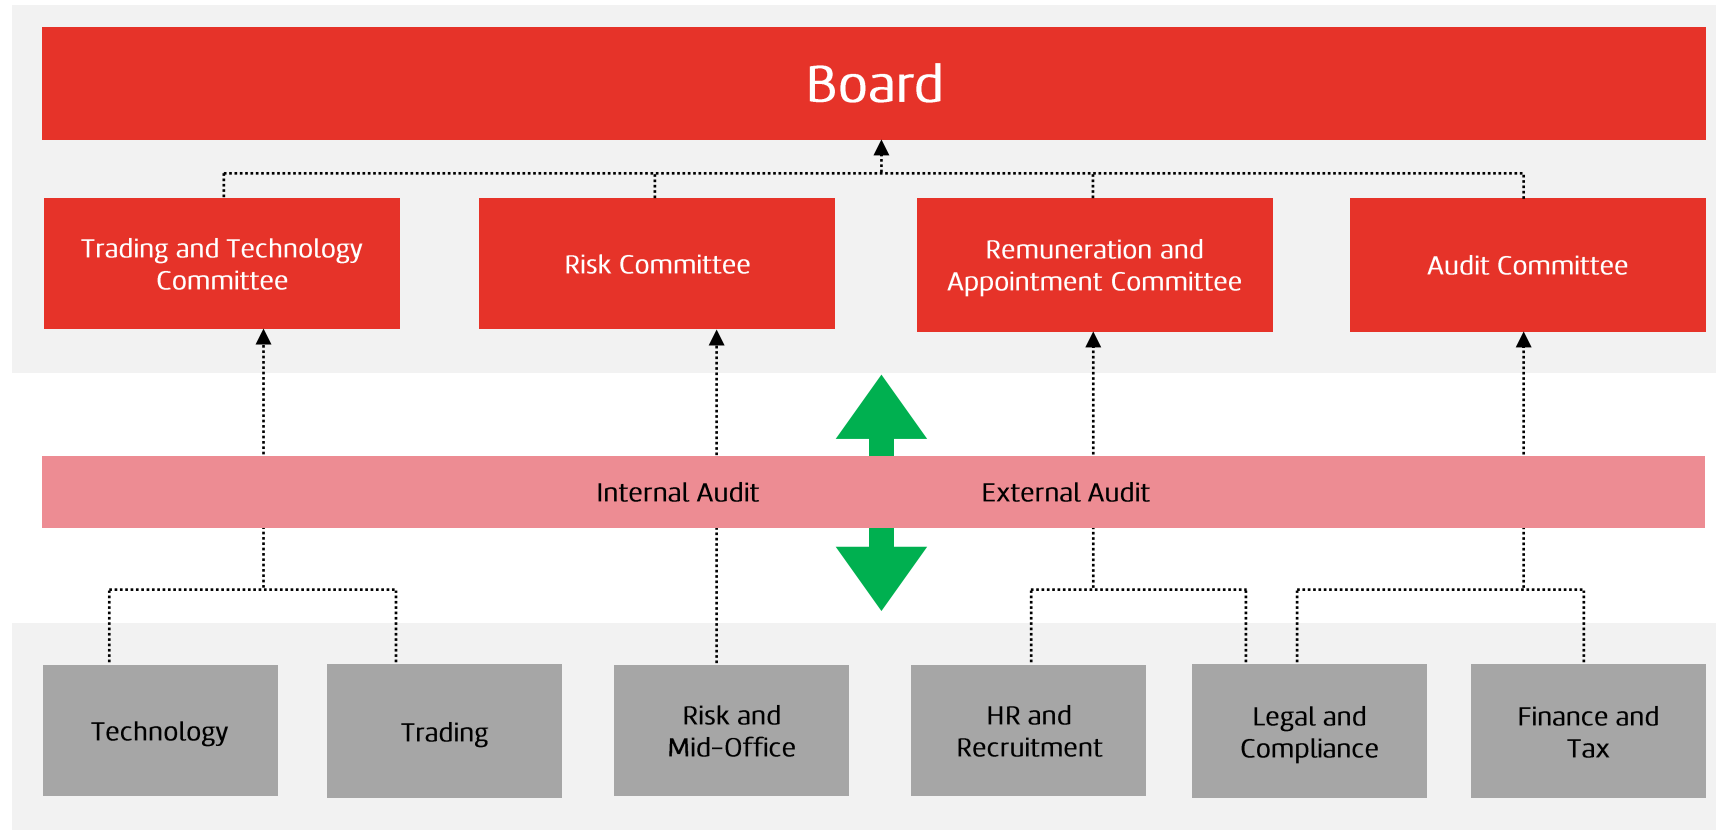 Board
Trading and Technology
Committee
Risk Committee
Remuneration and
Appointment Committee
Audit Committee
Internal Audit
External Audit
Technology
Trading
Risk and
Mid-Office
HR and
Recruitment
Legal and
Compliance
Finance and
Tax